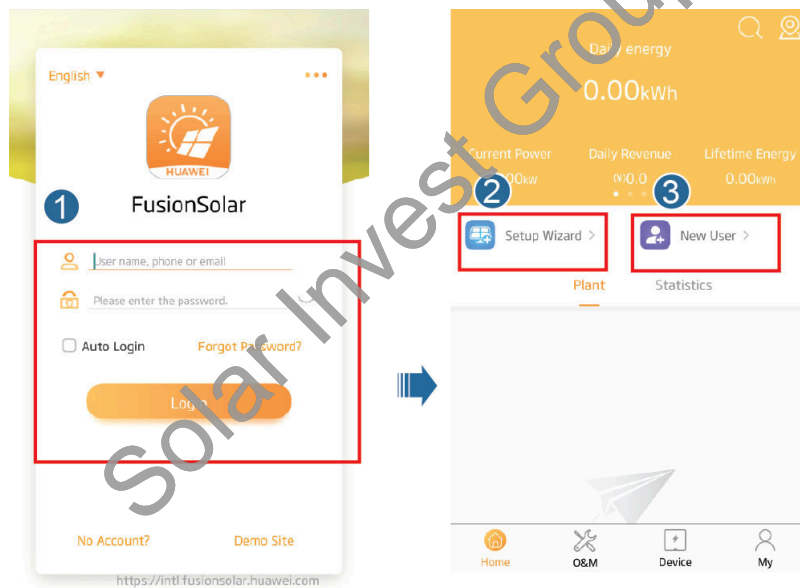 English ▼
HUAWEI
1
FusionSolar
User name, phone or email
Please enter the password.
Auto Login
Forgot Password?
Login
No Account?
Demo Site
https://intl.fusionsolar.huawei.com
Daily energy
0.00kWh
Current Power
Daily Revenue
Lifetime Energy
(¥)0.0
0.00kWh
2
3
Setup Wizard >
New User >
Plant
Statistics
Home
O&M
Device
My
Solar Invest Group